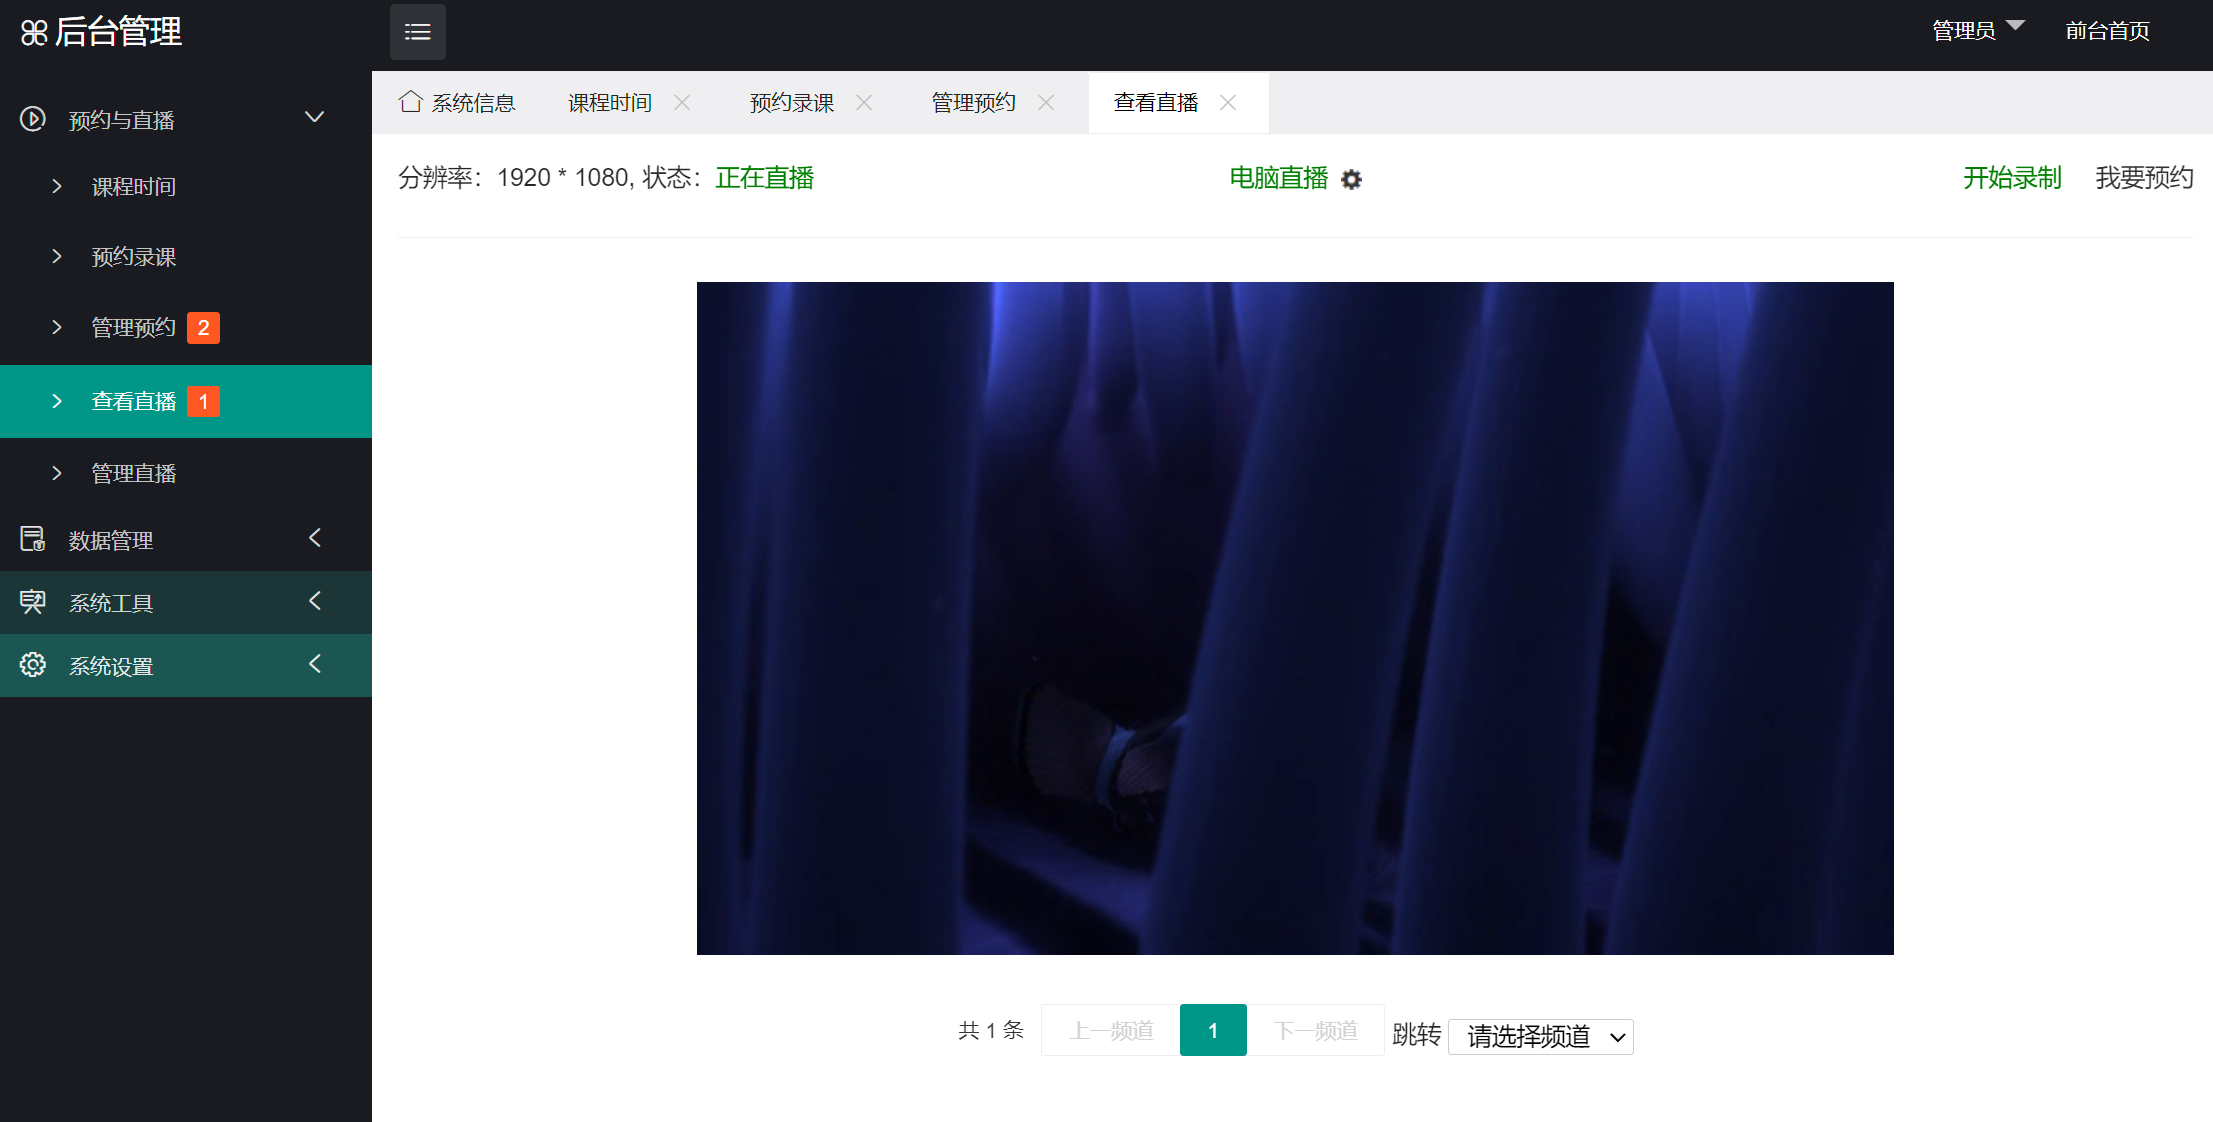 后台管理
管理员
前台首页
预约与直播
课程时间
预约录课
管理预约 2
查看直播 1
管理直播
数据管理
系统工具
系统设置
系统信息
课程时间
预约录课
管理预约
查看直播
分辨率：1920 * 1080, 状态：正在直播
电脑直播
开始录制
我要预约
共 1 条
上一频道
1
下一频道
跳转
请选择频道